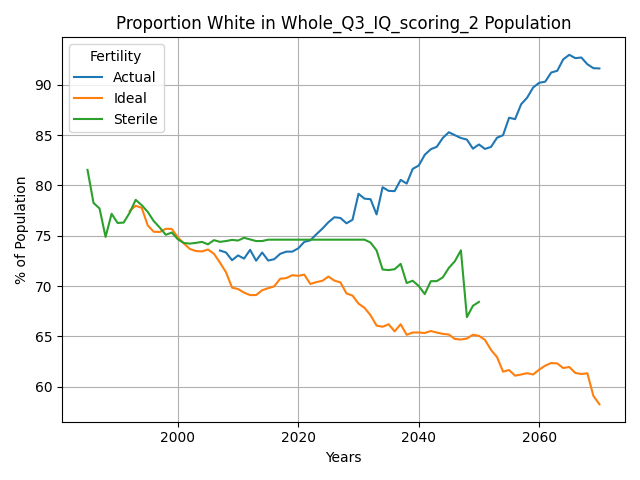 Proportion White in Whole_Q3_IQ_scoring_2 Population
Fertility
Actual
Ideal
Sterile
% of Population
90
85
80
75
70
65
60
2000
2020
2040
2060
Years